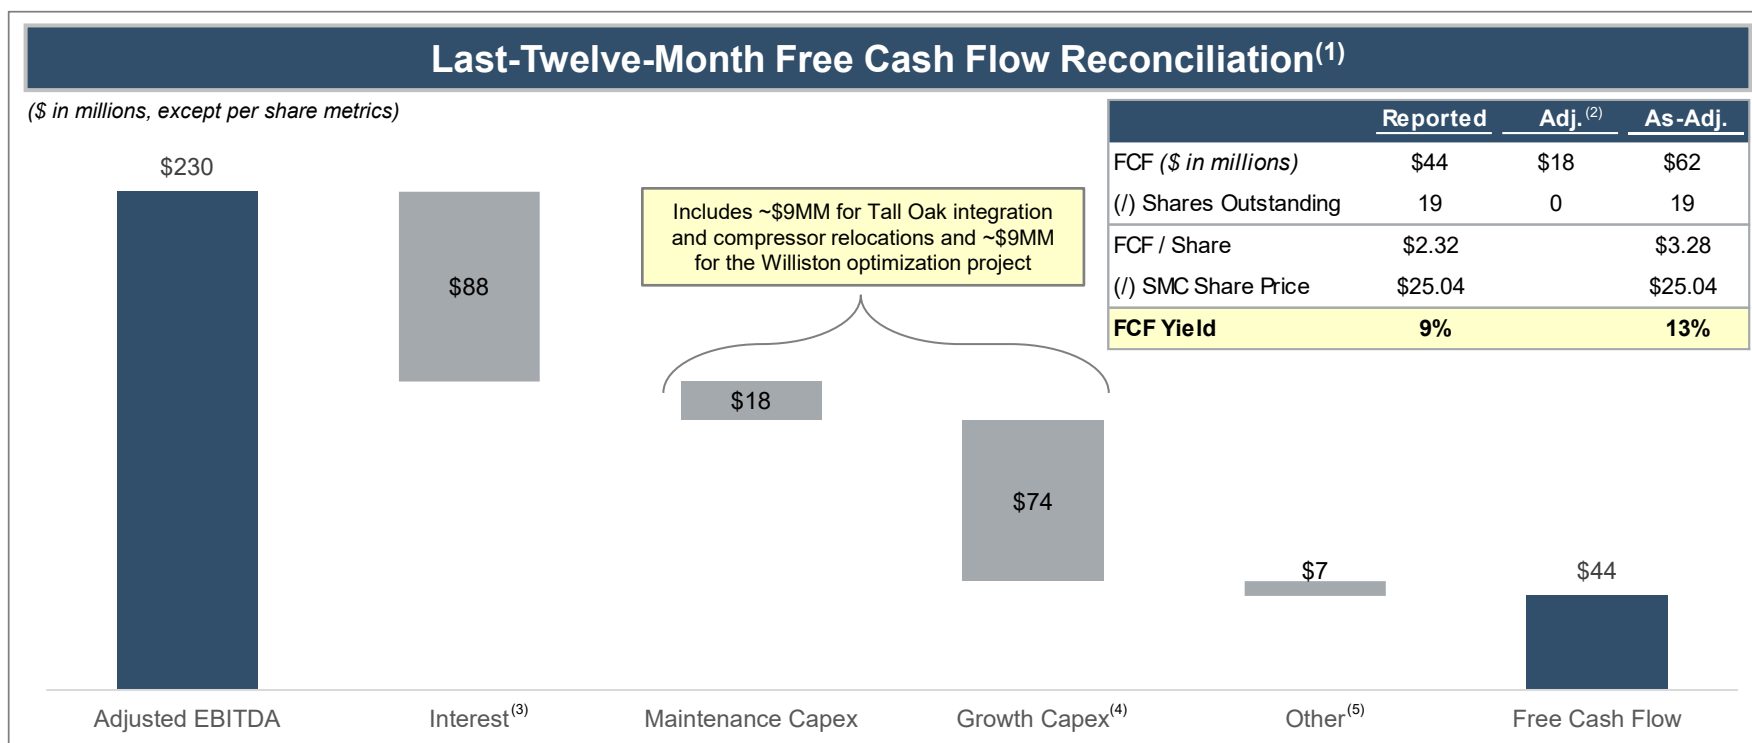 Last-Twelve-Month Free Cash Flow Reconciliation(1)
($ in millions, except per share metrics)
Reported Adj.(2) As-Adj.
FCF ($ in millions) $44 $18 $62
(/) Shares Outstanding 19 0 19
FCF / Share $2.32 $3.28
(/) SMC Share Price $25.04 $25.04
FCF Yield 9% 13%
$230
Includes ~$9MM for Tall Oak integration
and compressor relocations and ~$9MM
for the Williston optimization project
$88
$18
$74
$7
$44
Adjusted EBITDA Interest(3) Maintenance Capex Growth Capex(4) Other(5) Free Cash Flow